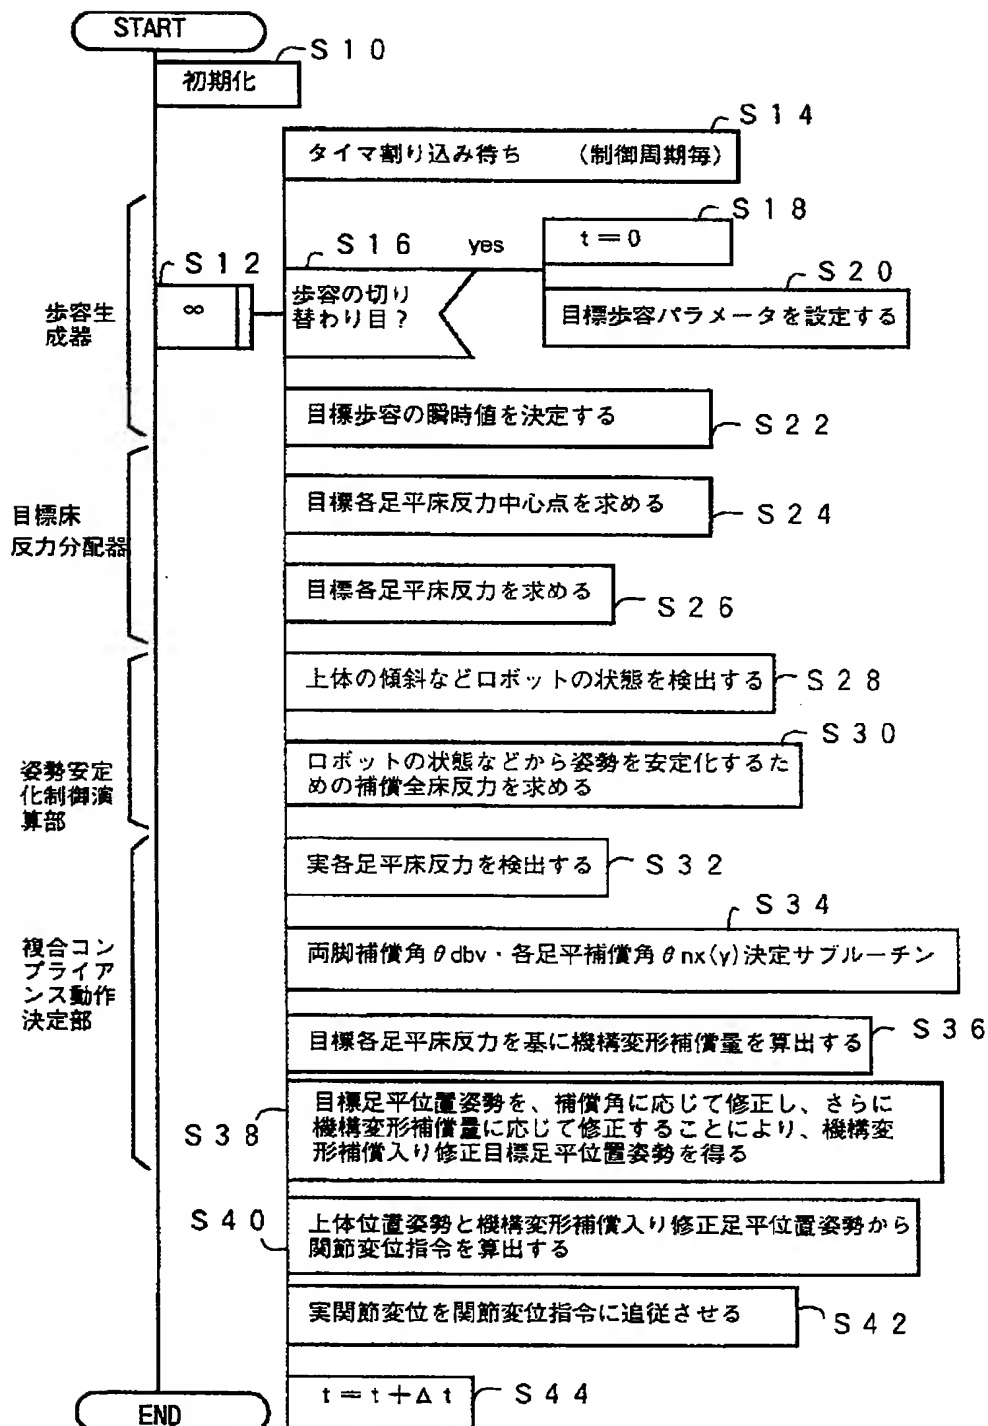 START
S10
初期化
S14
タイマ割り込み待ち (制御周期毎)
S18
t=0
S16
yes
S12
∞
歩容の切り
替わり目?
S20
目標歩容パラメータを設定する
歩容生
成器
目標歩容の瞬時値を決定する
S22
目標床
反力分配器
目標各足平床反力中心点を求める
S24
目標各足平床反力を求める
S26
上体の傾斜などロボットの状態を検出する
S28
S30
ロボットの状態などから姿勢を安定化するた
めの補償全床反力を求める
姿勢安定
化制御演
算部
実各足平床反力を検出する
S32
S34
両脚補償角θdbv・各足平補償角θnx(y)決定サブルーチン
複合コン
プライア
ンス動作
決定部
S36
目標各足平床反力を基に機構変形補償量を算出する
S38
目標足平位置姿勢を、補償角に応じて修正し、さらに
機構変形補償量に応じて修正することにより、機構変
形補償入り修正目標足平位置姿勢を得る
S40
上体位置姿勢と機構変形補償入り修正足平位置姿勢から
関節変位指令を算出する
実関節変位を関節変位指令に追従させる
S42
t=t+Δt
S44
END